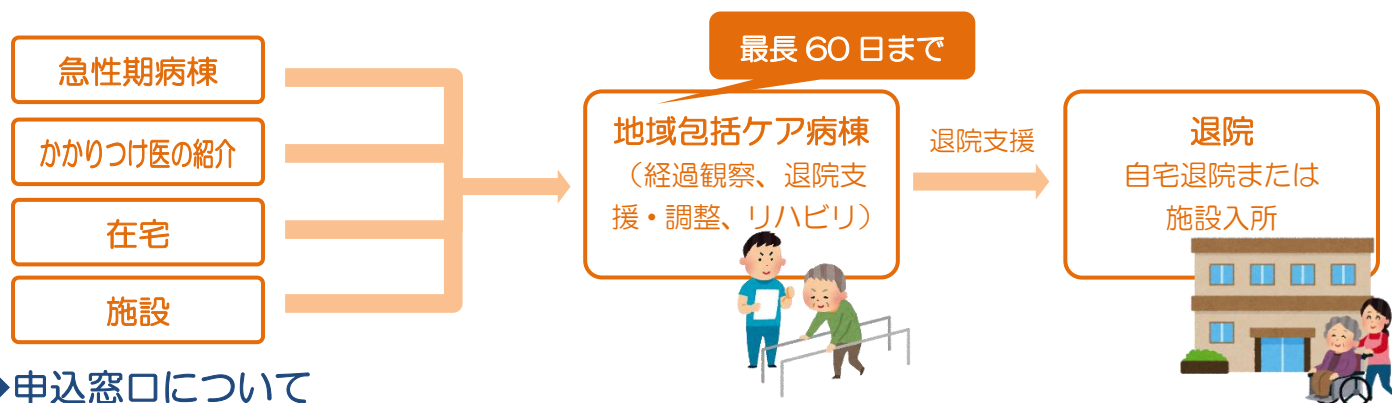 最長 60 日まで
急性期病棟
かかりつけ医の紹介
在宅
施設
地域包括ケア病棟
（経過観察、退院支
援・調整、リハビリ）
退院支援
退院
自宅退院または
施設入所
◆申込窓口について